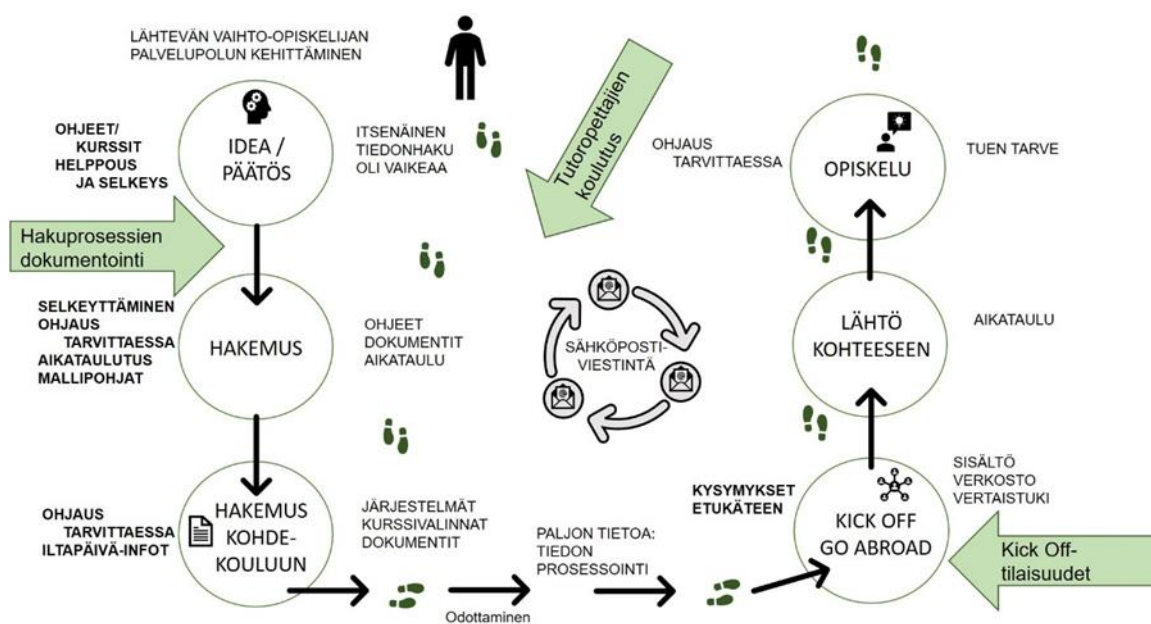 LÄHTEVÄN VAIHTO-OPISKELIJAN
PALVELUPOLUN KEHITTÄMINEN
OHJEET/
KURSSIT
HELPPOUS
JA SELKEYS
IDEA /
PÄÄTÖS
ITSENÄINEN
TIEDONHAKU
OLI VAIKEAA
Hakuprosessien
dokumentointi
SELKEYTTÄMINEN
OHJAUS
TARVITTAESSA
AIKATAULUTUS
MALLIPOHJAT
HAKEMUS
OHJEET
DOKUMENTIT
AIKATAULU
OHJAUS
TARVITTAESSA
ILTAPÄIVÄ-INFOT
HAKEMUS
KOHDE-
KOULUUN
JÄRJESTELMÄT
KURSSIVALINNAT
DOKUMENTIT
Odottaminen
PALJON TIETOA:
TIEDON
PROSESSOINTI
Tutoropettajien
koulutus
SÄHKÖPOSTI-
VIESTINTÄ
KYSYMYKSET
ETUKÄTEEN
KICK OFF
GO ABROAD
SISÄLTÖ
VERKOSTO
VERTAISTUKI
Kick Off-
tilaisuudet
LÄHTÖ
KOHTEESEEN
AIKATAULU
OHJAUS
TARVITTAESSA
OPISKELU
TUEN TARVE